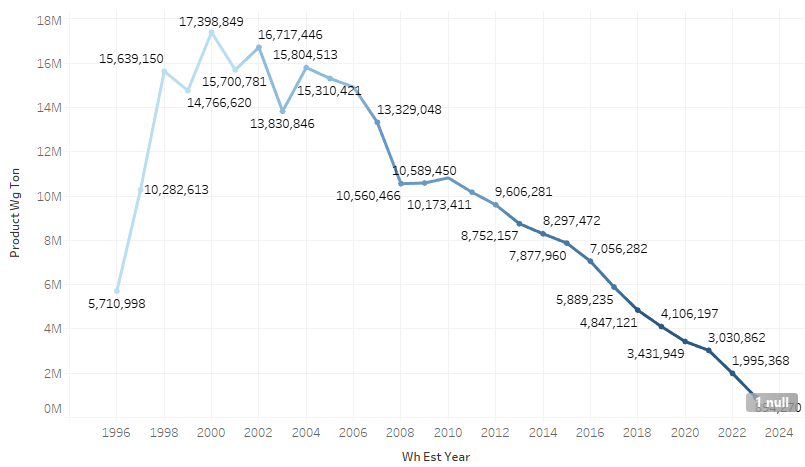 18M
17,398,849
16,717,446
15,639,150
15,804,513
16M
15,700,781
15,310,421
14,766,620
14M
13,830,846
13,329,048
12M
10,589,450
10,282,613
10M
10,560,466
10,173,411
9,606,281
8,752,157
8,297,472
8M
7,877,960
7,056,282
6M
5,710,998
5,889,235
4,847,121
4,106,197
4M
3,431,949
3,030,862
2M
1,995,368
1 null
0M
Product Wg Ton
1996 1998 2000 2002 2004 2006 2008 2010 2012 2014 2016 2018 2020 2022 2024
Wh Est Year